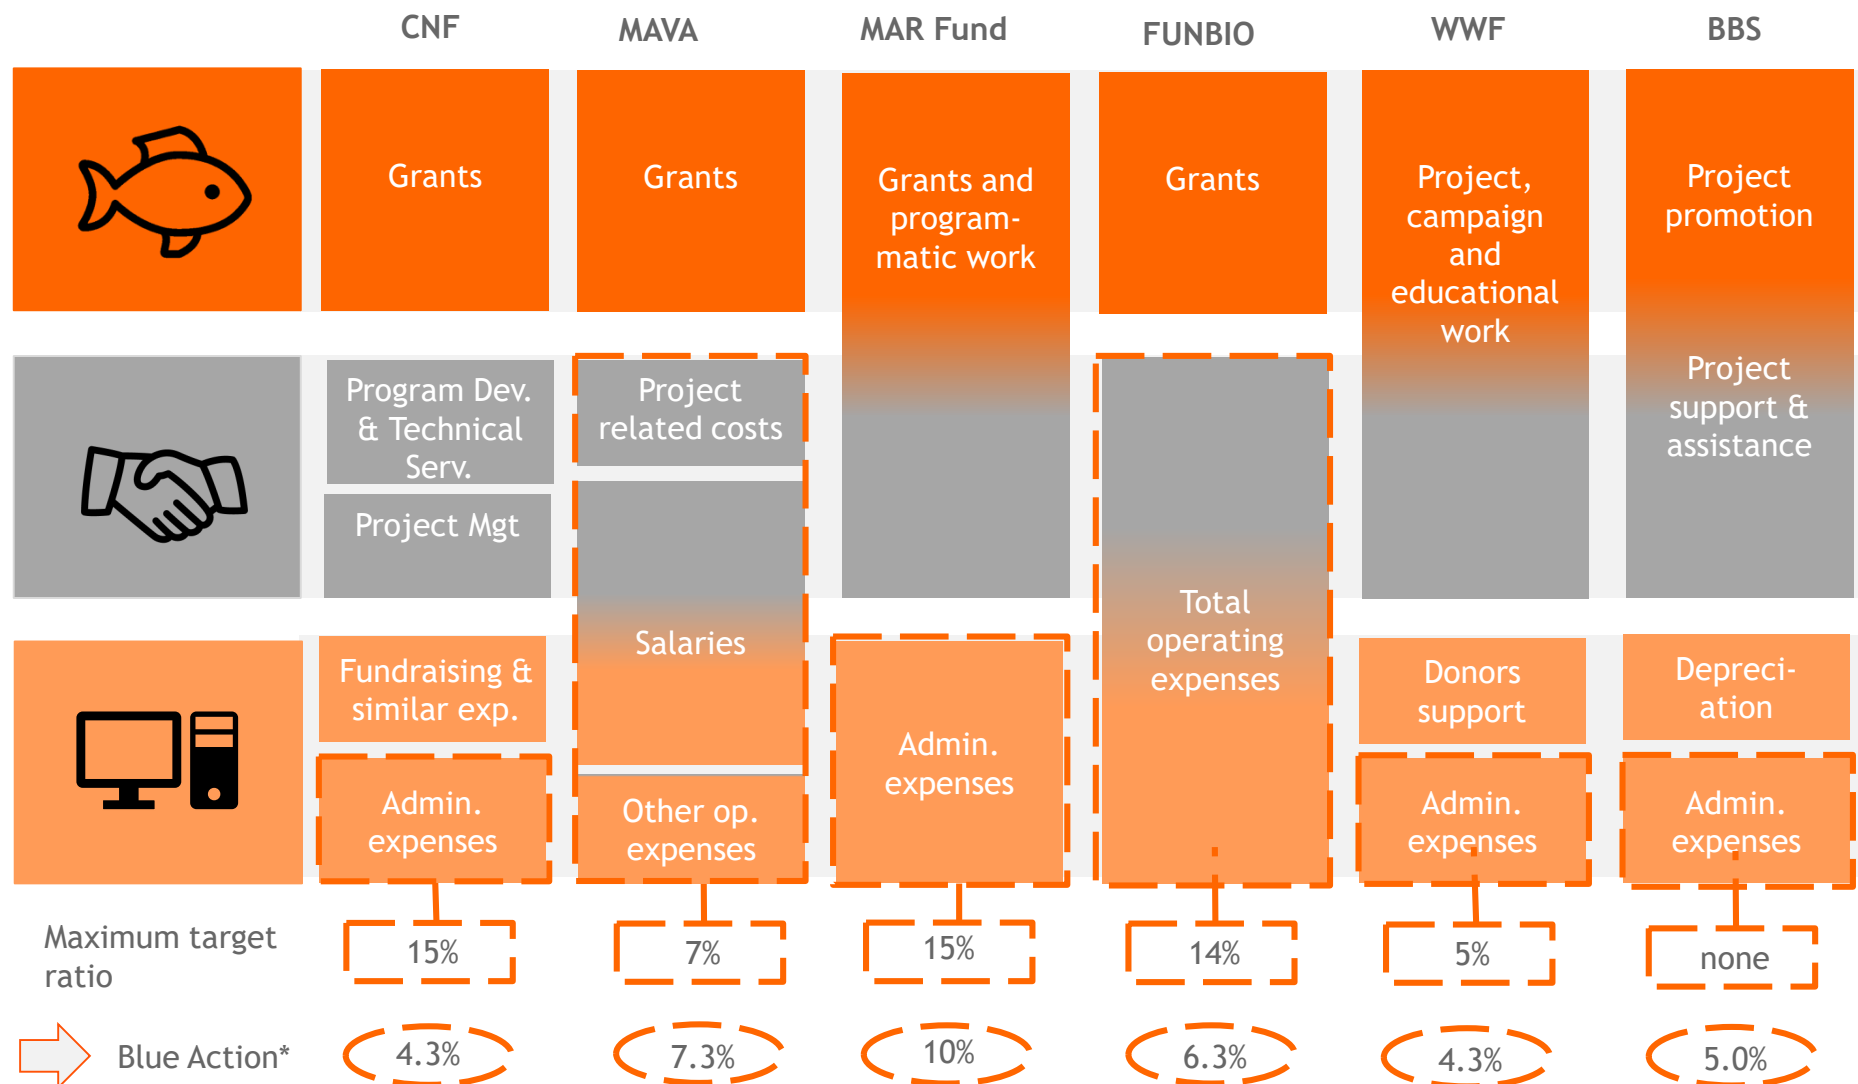 CNF
MAVA
MAR Fund
FUNBIO
WWF
BBS
Grants
Grants
Grants and
program-
matic work
Grants
Project,
campaign
and
educational
work
Project
promotion
Program Dev.
& Technical
Serv.
Project Mgt
Project
related costs
Project
support &
assistance
Salaries
Total
operating
expenses
Fundraising &
similar exp.
Admin.
expenses
Other op.
expenses
Admin.
expenses
Donors
support
Admin.
expenses
Depreci-
ation
Admin.
expenses
Maximum target
ratio
15%
7%
15%
14%
5%
none
Blue Action*
4.3%
7.3%
10%
6.3%
4.3%
5.0%